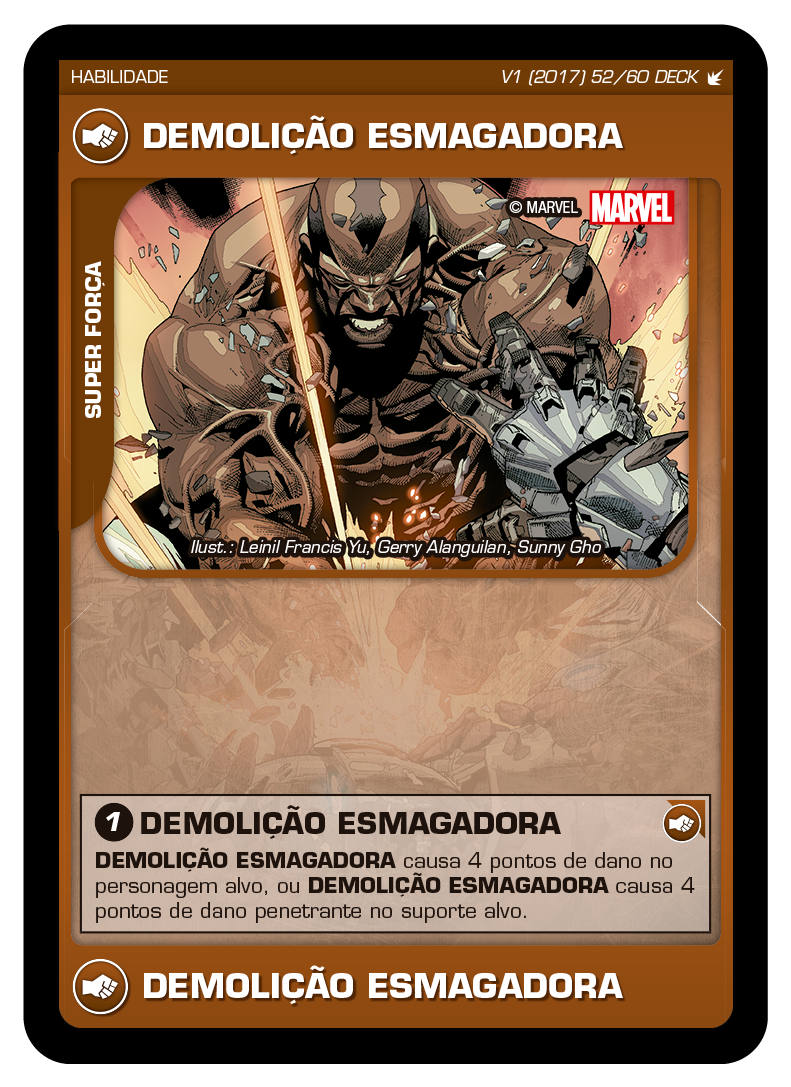 HABILIDADE
V1 (2017) 52/60 DECK
DEMOLIÇÃO ESMAGADORA
© MARVEL MARVEL
SUPER FORÇA
Ilust.: Leinil Francis Yu, Gerry Alanguilan, Sunny Gho
1 DEMOLIÇÃO ESMAGADORA
DEMOLIÇÃO ESMAGADORA causa 4 pontos de dano no
personagem alvo, ou DEMOLIÇÃO ESMAGADORA causa 4
pontos de dano penetrante no suporte alvo.
DEMOLIÇÃO ESMAGADORA